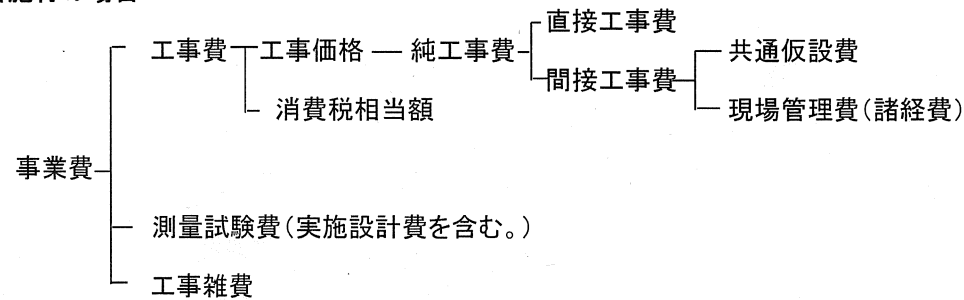 直接工事費
工事費 工事価格 純工事費
間接工事費 共通仮設費
消費税相当額 現場管理費(諸経費)
事業費
測量試験費(実施設計費を含む。)
工事雑費